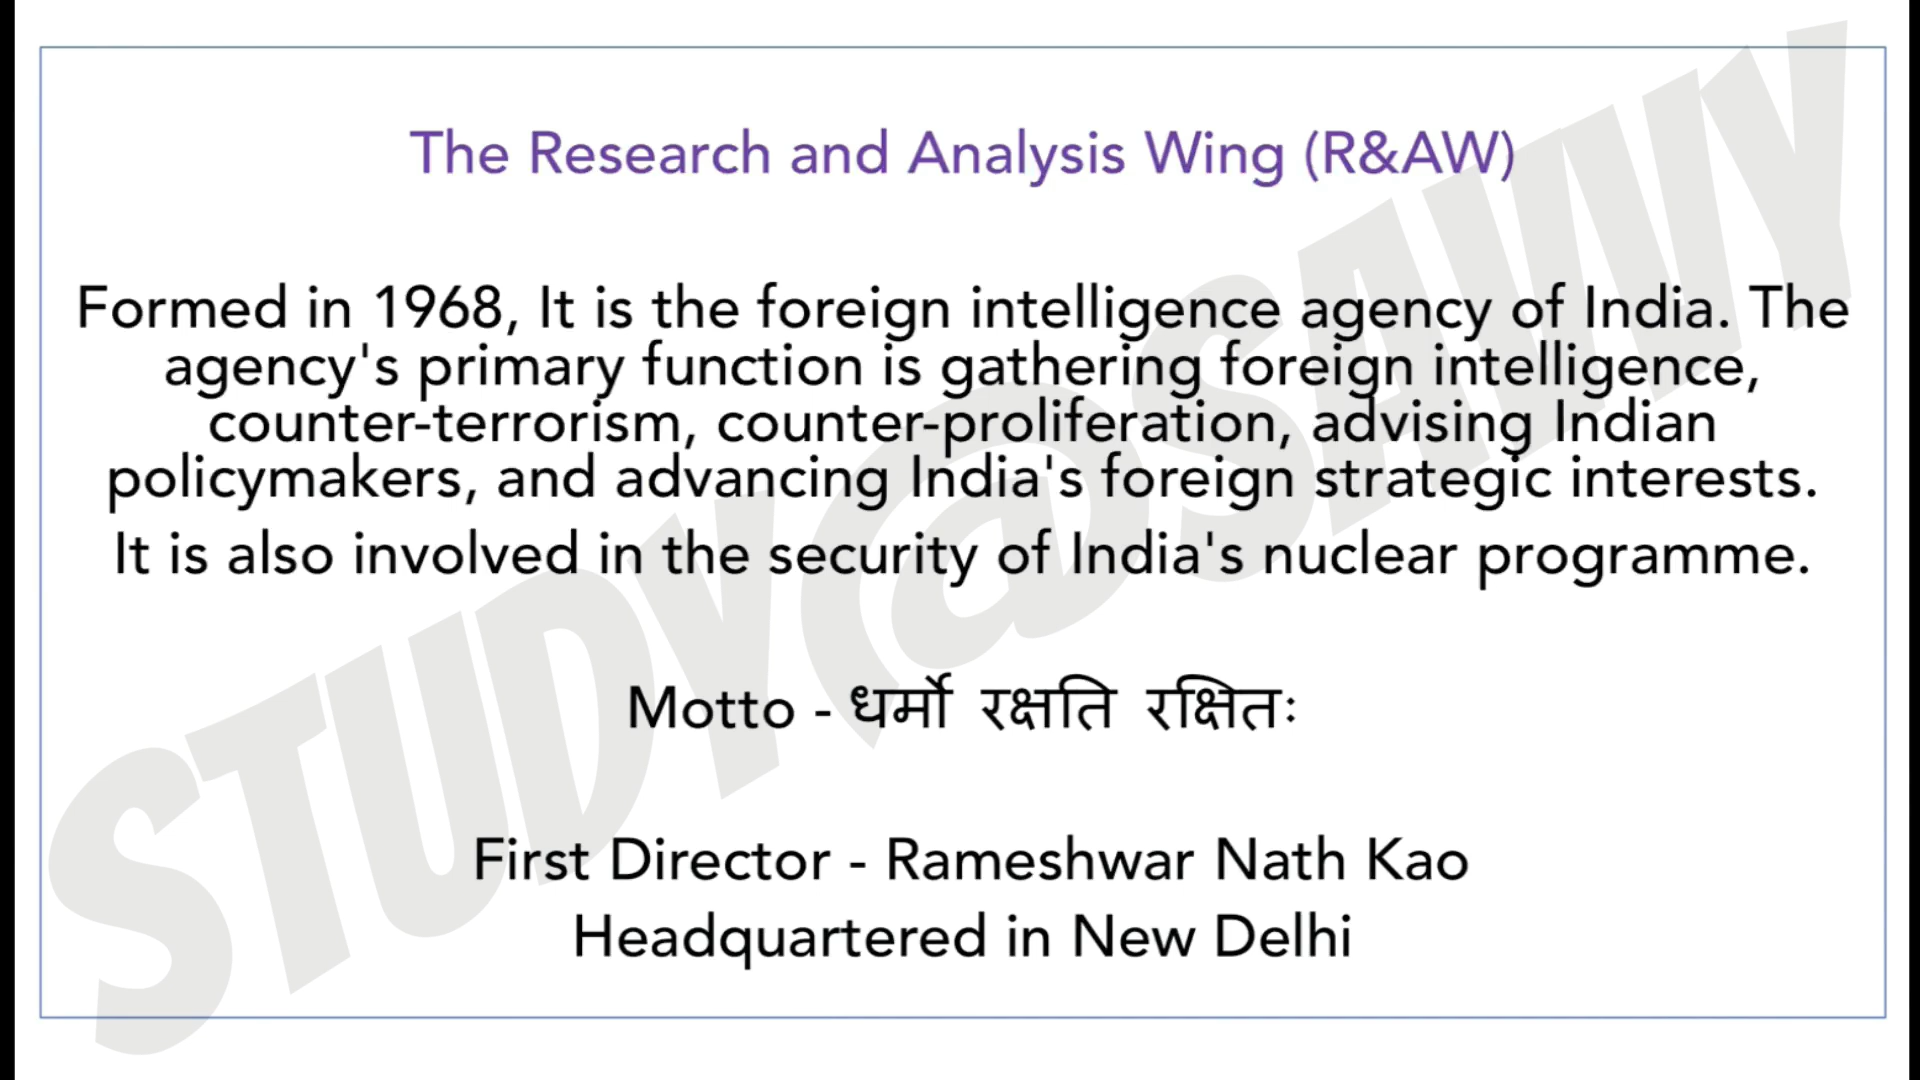 The Research and Analysis Wing (R&AW)
Formed in 1968, It is the foreign intelligence agency of India. The
agency's primary function is gathering foreign intelligence,
counter-terrorism, counter-proliferation, advising Indian
policymakers, and advancing India's foreign strategic interests.
It is also involved in the security of India's nuclear programme.
Motto - धर्मो रक्षति रक्षितः
First Director - Rameshwar Nath Kao
Headquartered in New Delhi
STUDY@SAVVY